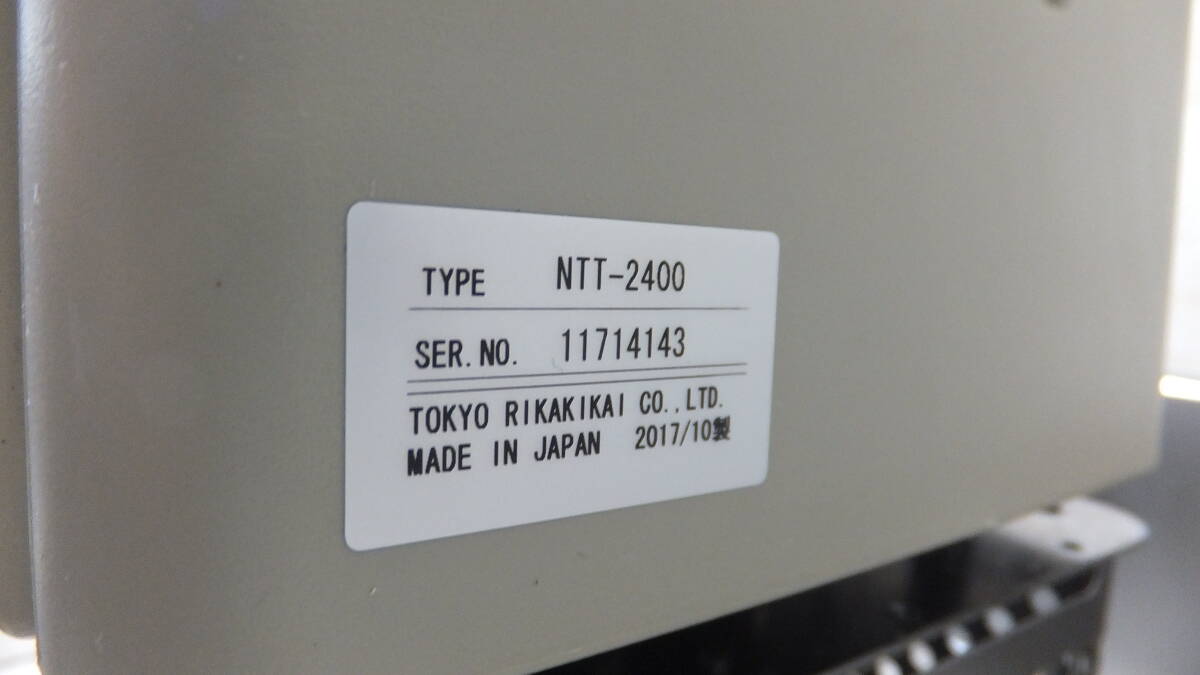 TYPE NTT-2400
SER.NO. 11714143
TOKYO RIKAKIKAI CO.,LTD.
MADE IN JAPAN 2017/10製